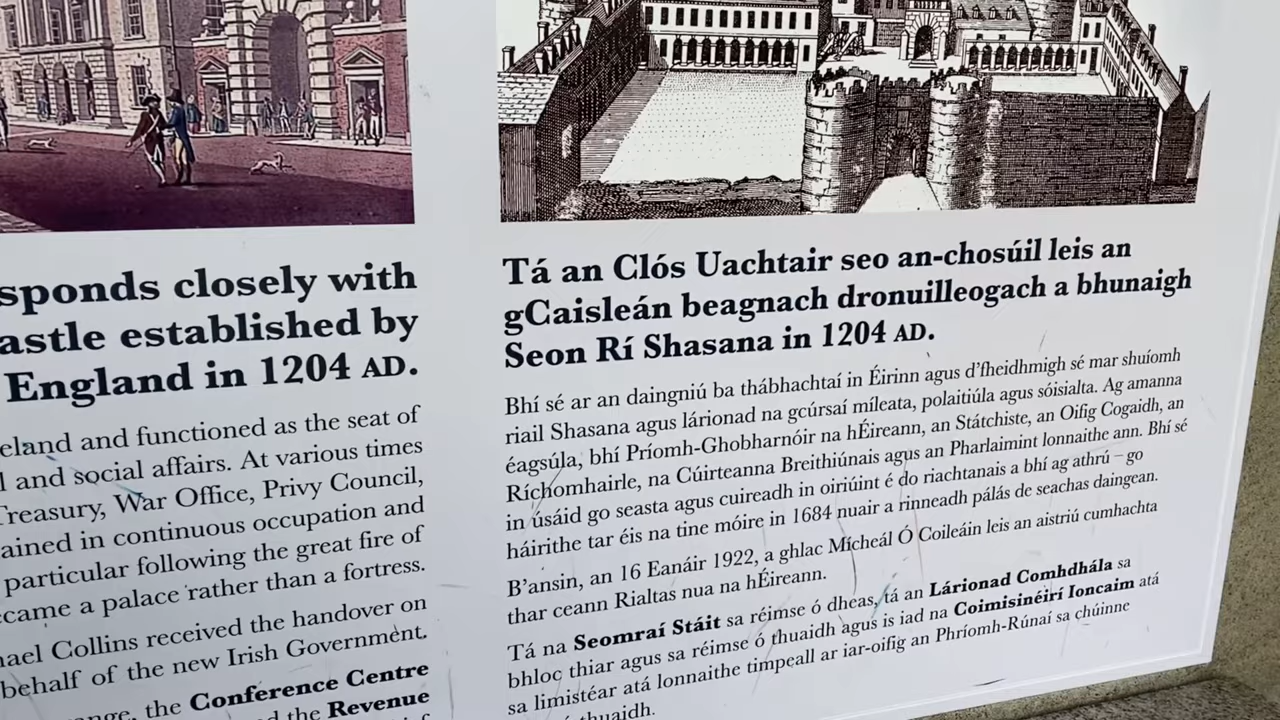 sponds closely with
astle established by
England in 1204 AD.
eland and functioned as the seat of
l and social affairs. At various times
Treasury, War Office, Privy Council,
ained in continuous occupation and
particular following the great fire of
came a palace rather than a fortress.
hael Collins received the handover on
behalf of the new Irish Government.
the Conference Centre
the Revenue
Tá an Clós Uachtair seo an-chosúil leis an
gCaisleán beagnach dronuilleogach a bhunaigh
Seon Rí Shasana in 1204 AD.
Bhí sé ar an daingniú ba thábhachtaí in Éirinn agus d'fheidhmigh sé mar shuíomh
riail Shasana agus lárionad na gcúrsaí míleata, polaitiúla agus sóisialta. Ag amanna
éagsúla, bhí Príomh-Ghobharnóir na hÉireann, an Státchiste, an Oifig Cogaidh, an
Ríchomhairle, na Cúirteanna Breithiúnais agus an Pharlaimint lonnaithe ann. Bhí sé
in úsáid go seasta agus cuireadh in oiriúint é do riachtanais a bhí ag athrú – go
háirithe tar éis na tine móire in 1684 nuair a rinneadh pálás de seachas daingean.
B'ansin, an 16 Eanáir 1922, a ghlac Mícheál Ó Coileáin leis an aistriú cumhachta
thar ceann Rialtas nua na hÉireann.
Tá na Seomraí Stáit sa réimse ó dheas, tá an Lárionad Comhdhála sa
bhloc thiar agus sa réimse ó thuaidh agus is iad na Coimisinéirí Ioncaim atá
sa limistéar atá lonnaithe timpeall ar iar-oifig an Phríomh-Rúnaí sa chúinne
thuaidh.